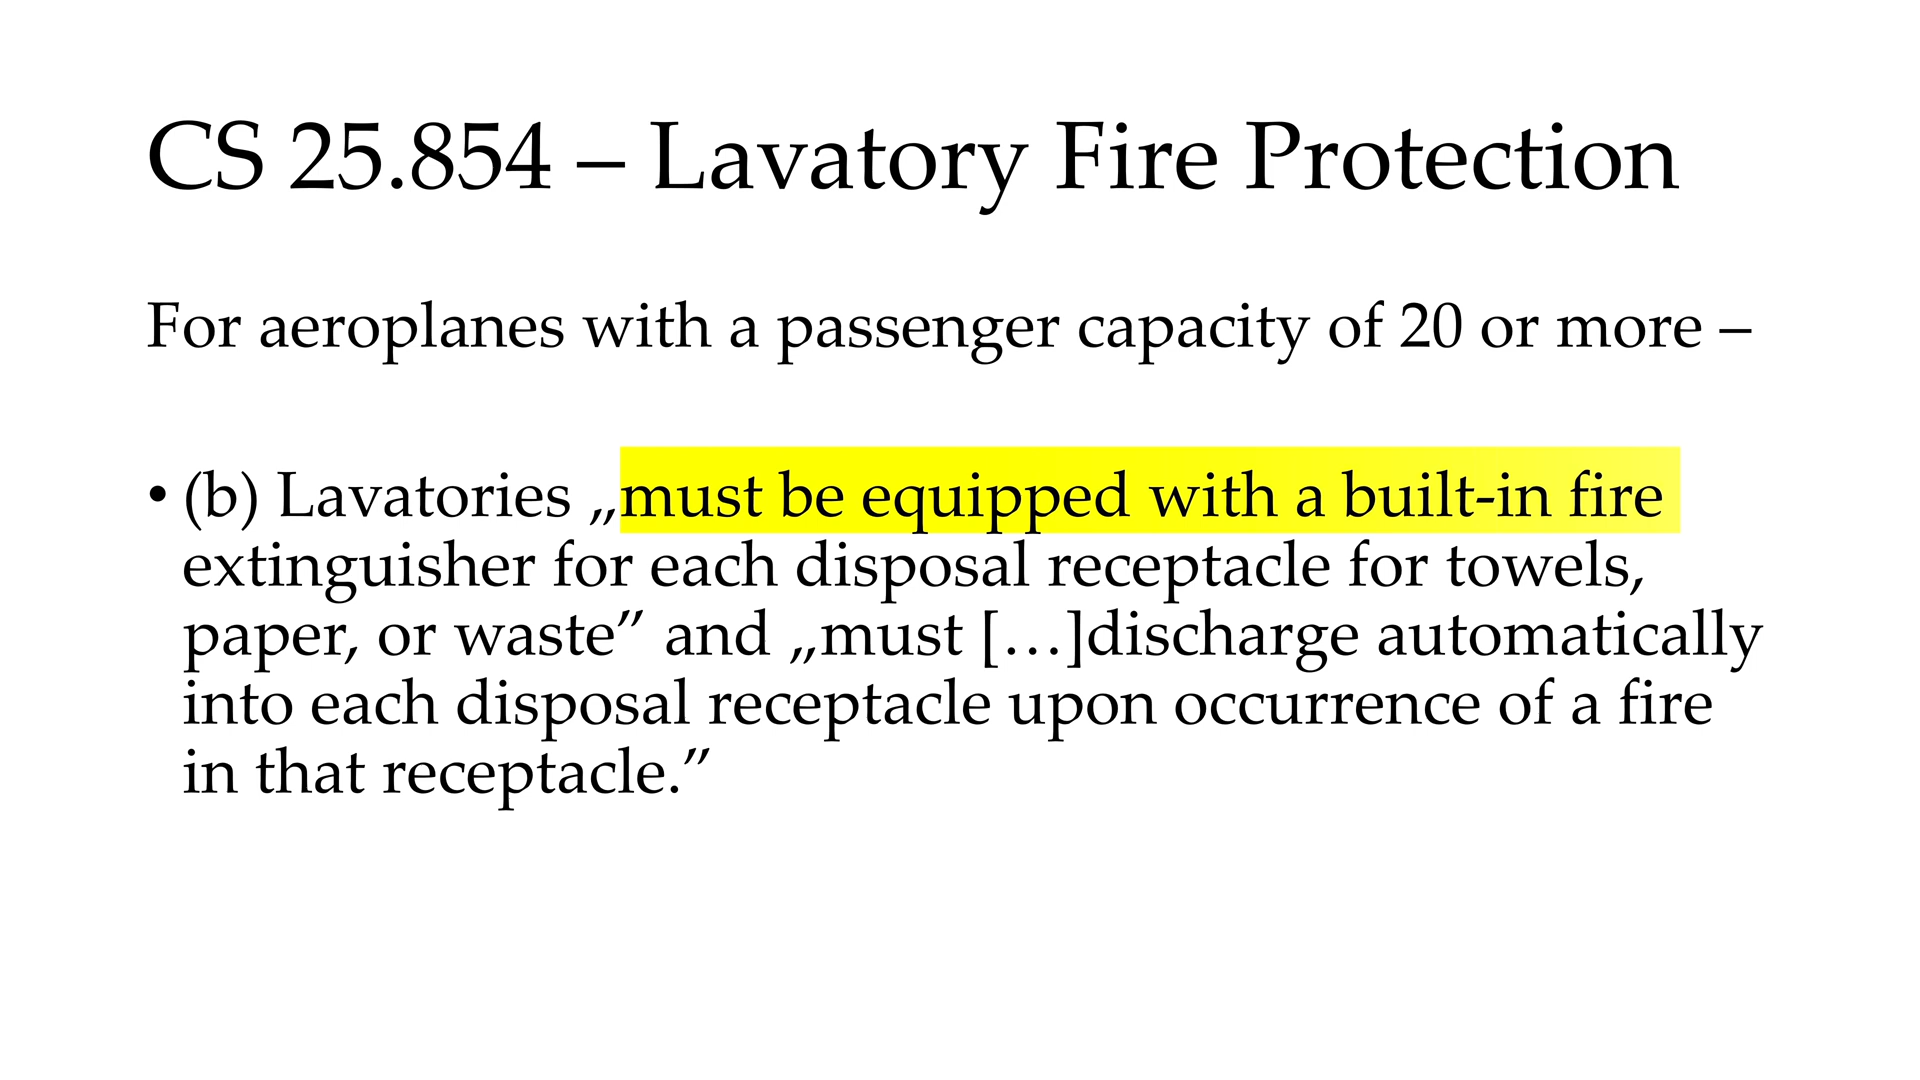 CS 25.854 – Lavatory Fire Protection
For aeroplanes with a passenger capacity of 20 or more –
• (b) Lavatories „must be equipped with a built-in fire
extinguisher for each disposal receptacle for towels,
paper, or waste” and „must […]discharge automatically
into each disposal receptacle upon occurrence of a fire
in that receptacle.”